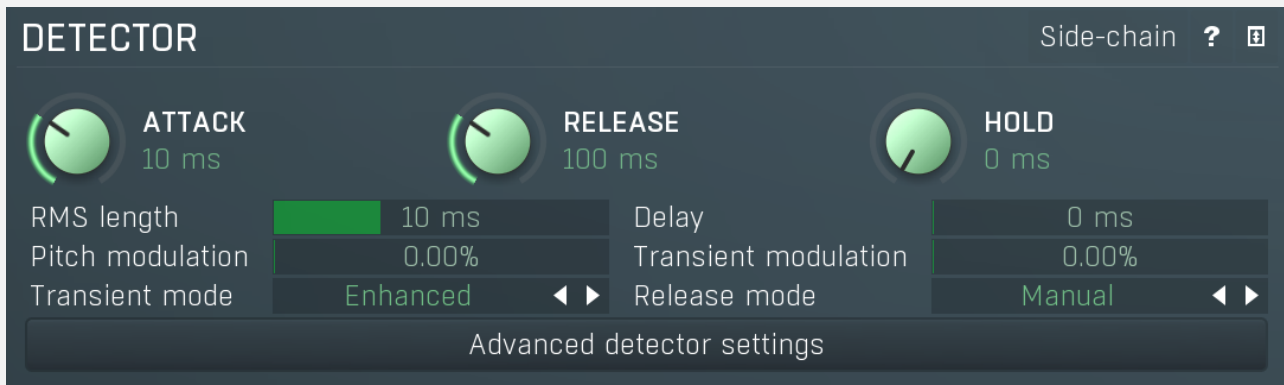 DETECTOR Side-chain ?
ATTACK RELEASE HOLD
10 ms 100 ms 0 ms
RMS length 10 ms Delay 0 ms
Pitch modulation 0.00% Transient modulation 0.00%
Transient mode Enhanced Release mode Manual
Advanced detector settings